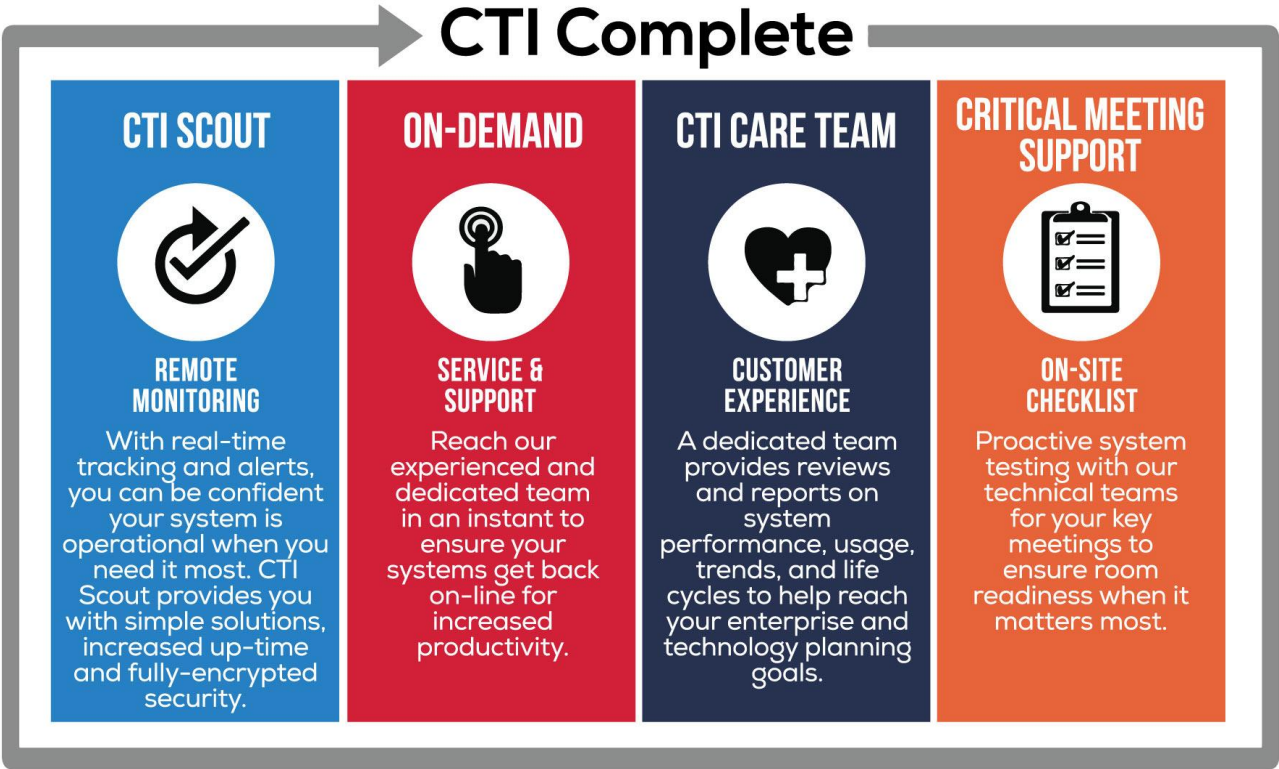 CTI Complete
CTI SCOUT
REMOTE
MONITORING
With real-time
tracking and alerts,
you can be confident
your system is
operational when you
need it most. CTI
Scout provides you
with simple solutions,
increased up-time
and fully-encrypted
security.
ON-DEMAND
SERVICE &
SUPPORT
Reach our
experienced and
dedicated team
in an instant to
ensure your
systems get back
on-line for
increased
productivity.
CTI CARE TEAM
CUSTOMER
EXPERIENCE
A dedicated team
provides reviews
and reports on
system
performance, usage,
trends, and life
cycles to help reach
your enterprise and
technology planning
goals.
CRITICAL MEETING
SUPPORT
ON-SITE
CHECKLIST
Proactive system
testing with our
technical teams
for your key
meetings to
ensure room
readiness when it
matters most.